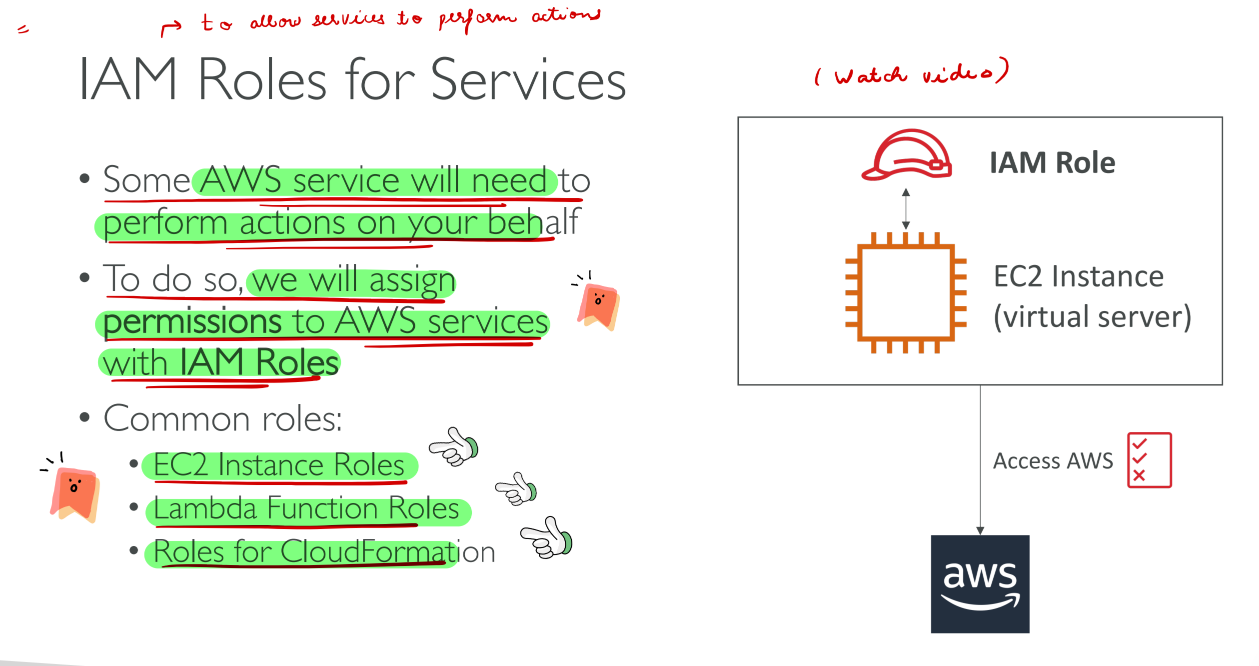 to allow services to perform actions
IAM Roles for Services
(Watch video)
• Some AWS service will need to
perform actions on your behalf
• To do so, we will assign
permissions to AWS services
with IAM Roles
• Common roles:
• EC2 Instance Roles
• Lambda Function Roles
• Roles for CloudFormation
IAM Role
EC2 Instance
(virtual server)
Access AWS
aws